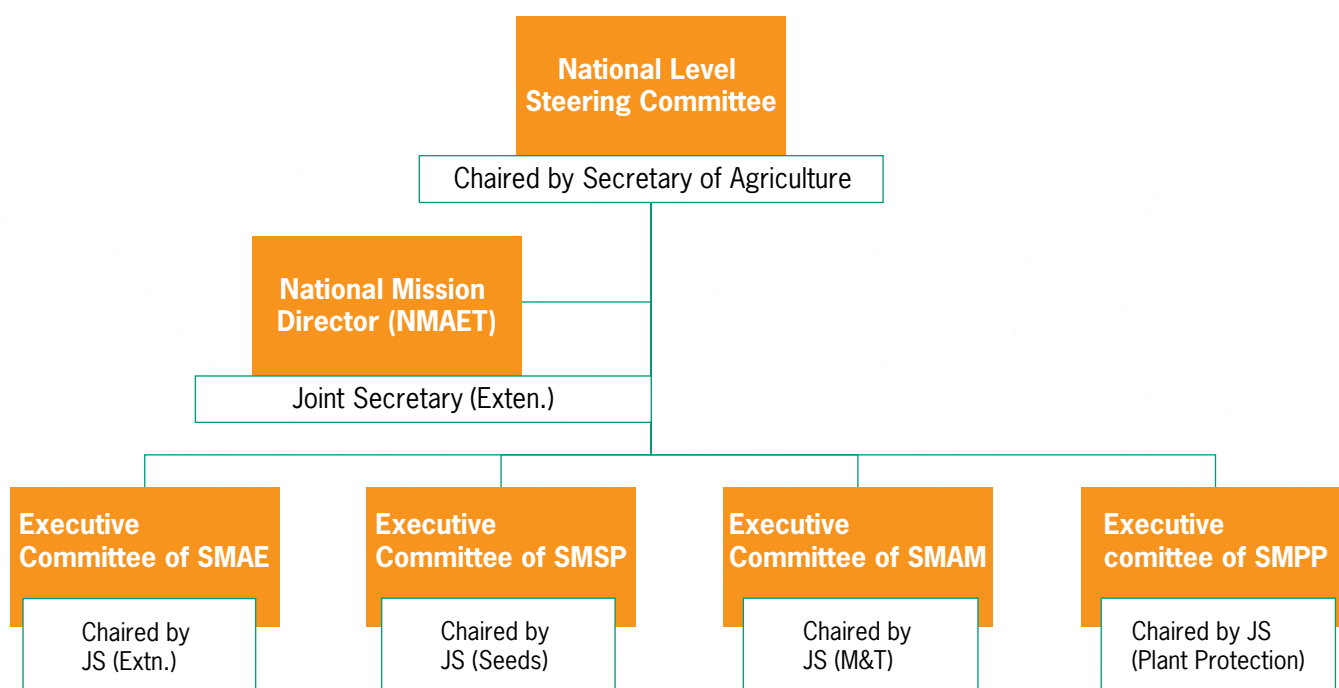 National Level
Steering Committee
Chaired by Secretary of Agriculture
National Mission
Director (NMAET)
Joint Secretary (Exten.)
Executive
Committee of SMAE
Chaired by
JS (Extn.)
Executive
Committee of SMSP
Chaired by
JS (Seeds)
Executive
Committee of SMAM
Chaired by
JS (M&T)
Executive
comittee of SMPP
Chaired by JS
(Plant Protection)